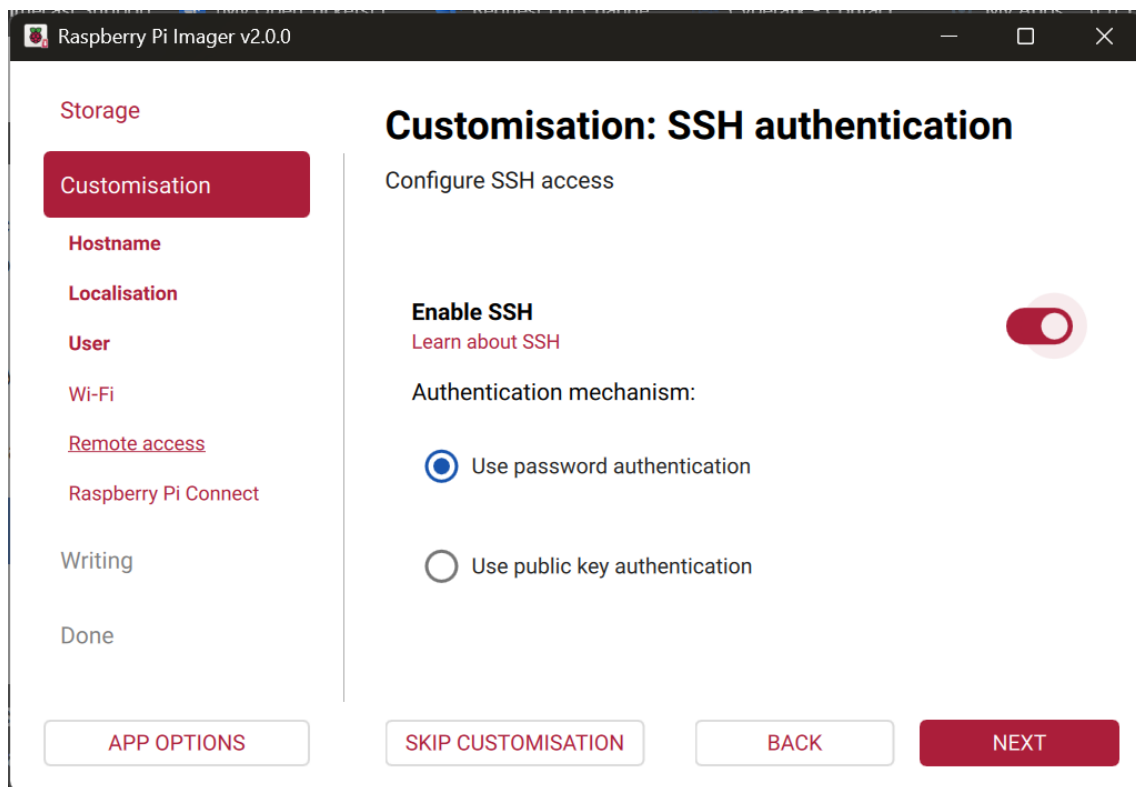 Raspberry Pi Imager v2.0.0
Storage
Customisation
Hostname
Localisation
User
Wi-Fi
Remote access
Raspberry Pi Connect
Writing
Done
Customisation: SSH authentication
Configure SSH access
Enable SSH
Learn about SSH
Authentication mechanism:
Use password authentication
Use public key authentication
APP OPTIONS
SKIP CUSTOMISATION
BACK
NEXT